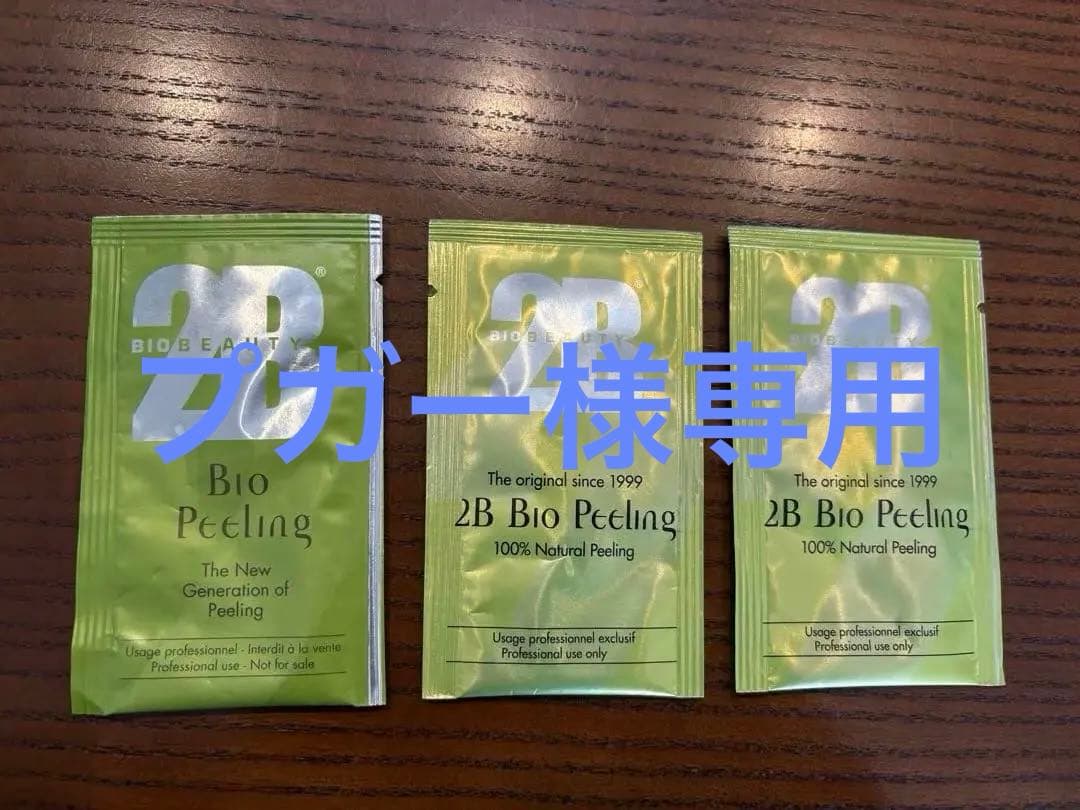 2B®
BIOBEAUTY
Bio
Peeling
The New
Generation of
Peeling
Usage professionnel - Interdit à la vente
Professional use - Not for sale
2B
BIOBEAUTY
The original since 1999
2B Bio Peeling
100% Natural Peeling
Usage professionnel exclusif
Professional use only
2B
BIOBEAUTY
The original since 1999
2B Bio Peeling
100% Natural Peeling
Usage professionnel exclusif
Professional use only
プガー様専用